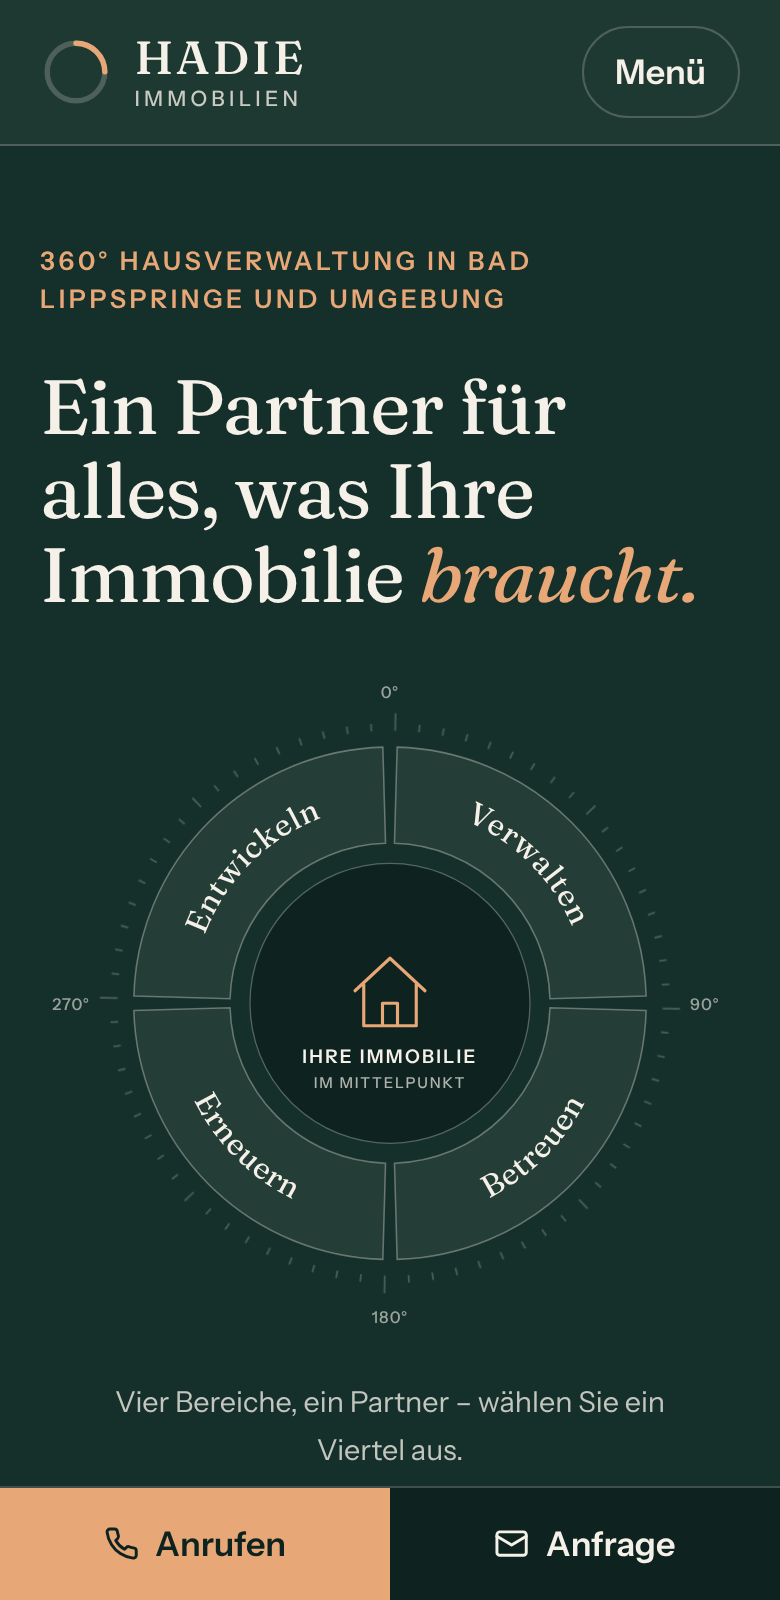 HADIE
IMMOBILIEN
Menü
360° HAUSVERWALTUNG IN BAD
LIPPSPRINGE UND UMGEBUNG
Ein Partner für
alles, was Ihre
Immobilie braucht.
0°
Entwickeln
Verwalten
270°
90°
IHRE IMMOBILIE
IM MITTELPUNKT
Erneuern
Betreuen
180°
Vier Bereiche, ein Partner – wählen Sie ein
Viertel aus.
Anrufen
Anfrage